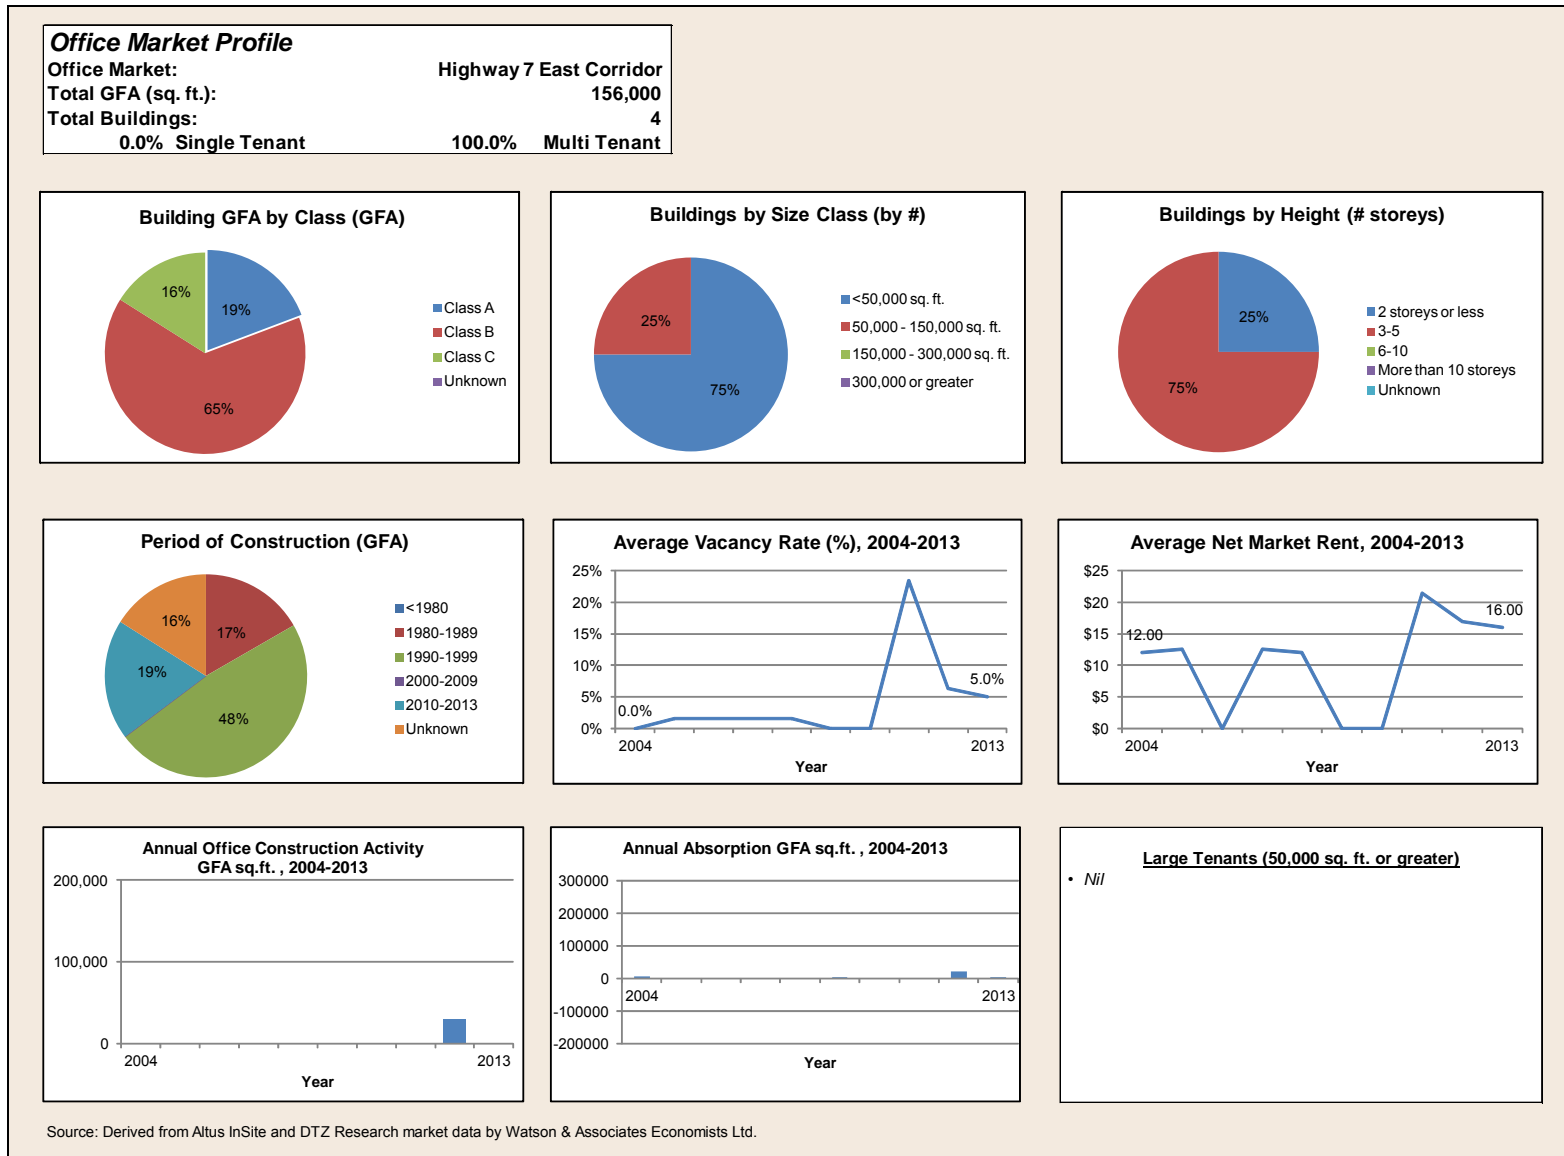 Office Market Profile
Office Market: Highway 7 East Corridor
Total GFA (sq. ft.): 156,000
Total Buildings: 4
0.0% Single Tenant 100.0% Multi Tenant
Building GFA by Class (GFA)
16%
19%
65%
Class A
Class B
Class C
Unknown
Buildings by Size Class (by #)
25%
75%
<50,000 sq. ft.
50,000 - 150,000 sq. ft.
150,000 - 300,000 sq. ft.
300,000 or greater
Buildings by Height (# storeys)
25%
75%
2 storeys or less
3-5
6-10
More than 10 storeys
Unknown
Period of Construction (GFA)
16%
17%
19%
48%
<1980
1980-1989
1990-1999
2000-2009
2010-2013
Unknown
Average Vacancy Rate (%), 2004-2013
25%
20%
15%
10%
5%
0%
0.0%
5.0%
2004 2013
Year
Average Net Market Rent, 2004-2013
$25
$20
$15
$10
$5
$0
12.00
16.00
2004 2013
Year
Annual Office Construction Activity
GFA sq.ft. , 2004-2013
200,000
100,000
0
2004 2013
Year
Annual Absorption GFA sq.ft. , 2004-2013
300000
200000
100000
0
-100000
-200000
2004 2013
Year
Large Tenants (50,000 sq. ft. or greater)
• Nil
Source: Derived from Altus InSite and DTZ Research market data by Watson & Associates Economists Ltd.